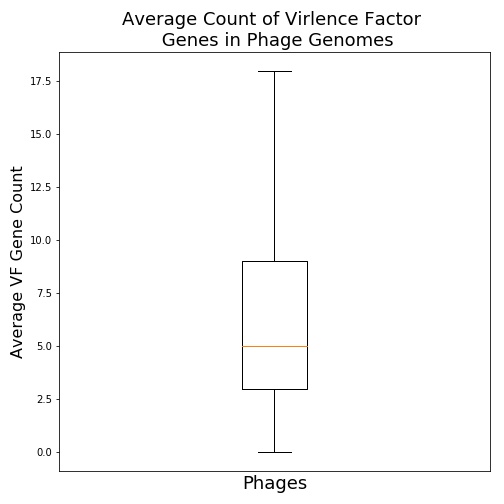 Average Count of Virlence Factor
Genes in Phage Genomes
17.5
15.0
12.5
10.0
7.5
5.0
2.5
0.0
Average VF Gene Count
Phages